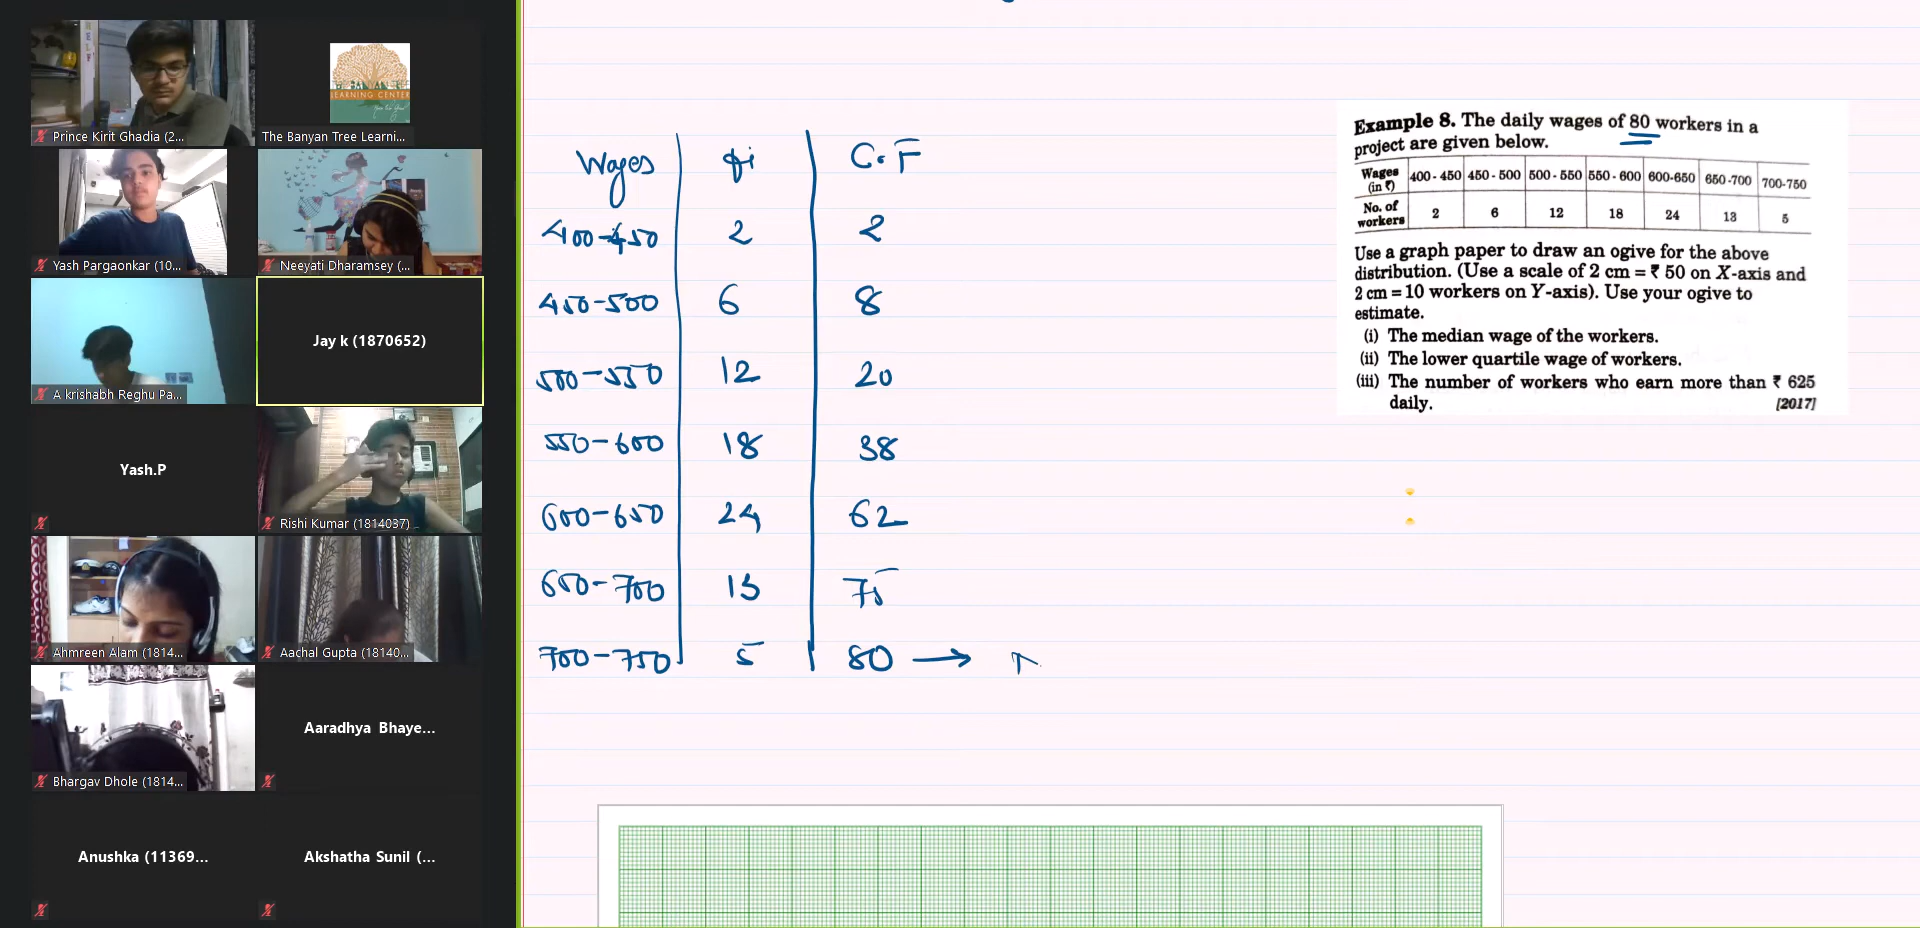 Prince Kirit Ghadia (2...
LEARNING CENTER
The Banyan Tree Learni...
Yash Pargaonkar (10...
Neeyati Dharamsey (...
A krishabh Reghu Pa...
Jay k (1870652)
Yash.P
Rishi Kumar (1814037)
Ahmreen Alam (1814...
Aachal Gupta (18140...
Bhargav Dhole (1814...
Aaradhya Bhaye...
Anushka (11369...
Akshatha Sunil (...
Wages fi C.F
400-450 2 2
450-500 6 8
500-550 12 20
550-600 18 38
600-650 24 62
650-700 13 75
700-750 5 80 →
Example 8. The daily wages of 80 workers in a
project are given below.
Wages (in ₹) 400 - 450 450 - 500 500 - 550 550 - 600 600-650 650 -700 700-750
No. of workers 2 6 12 18 24 13 5
Use a graph paper to draw an ogive for the above
distribution. (Use a scale of 2 cm = ₹ 50 on X-axis and
2 cm = 10 workers on Y-axis). Use your ogive to
estimate.
(i) The median wage of the workers.
(ii) The lower quartile wage of workers.
(iii) The number of workers who earn more than ₹ 625
daily. [2017]